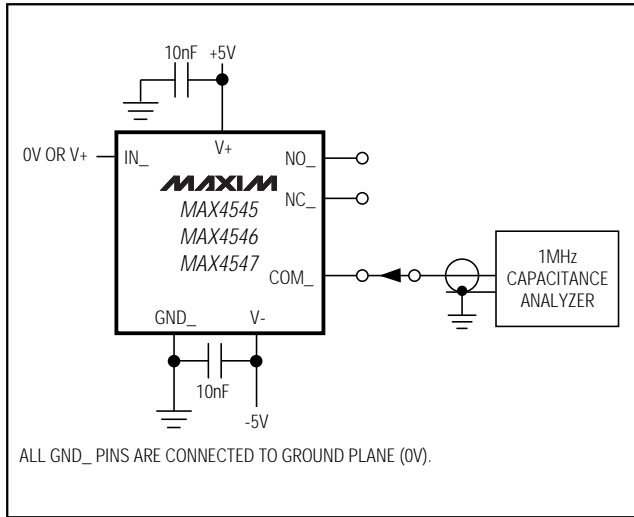 10nF +5V
0V OR V+
IN_
V+
NO_
MAXIM
NC_
MAX4545
MAX4546
MAX4547
COM_
1MHz
CAPACITANCE
ANALYZER
GND_
V-
10nF
-5V
ALL GND_ PINS ARE CONNECTED TO GROUND PLANE (0V).